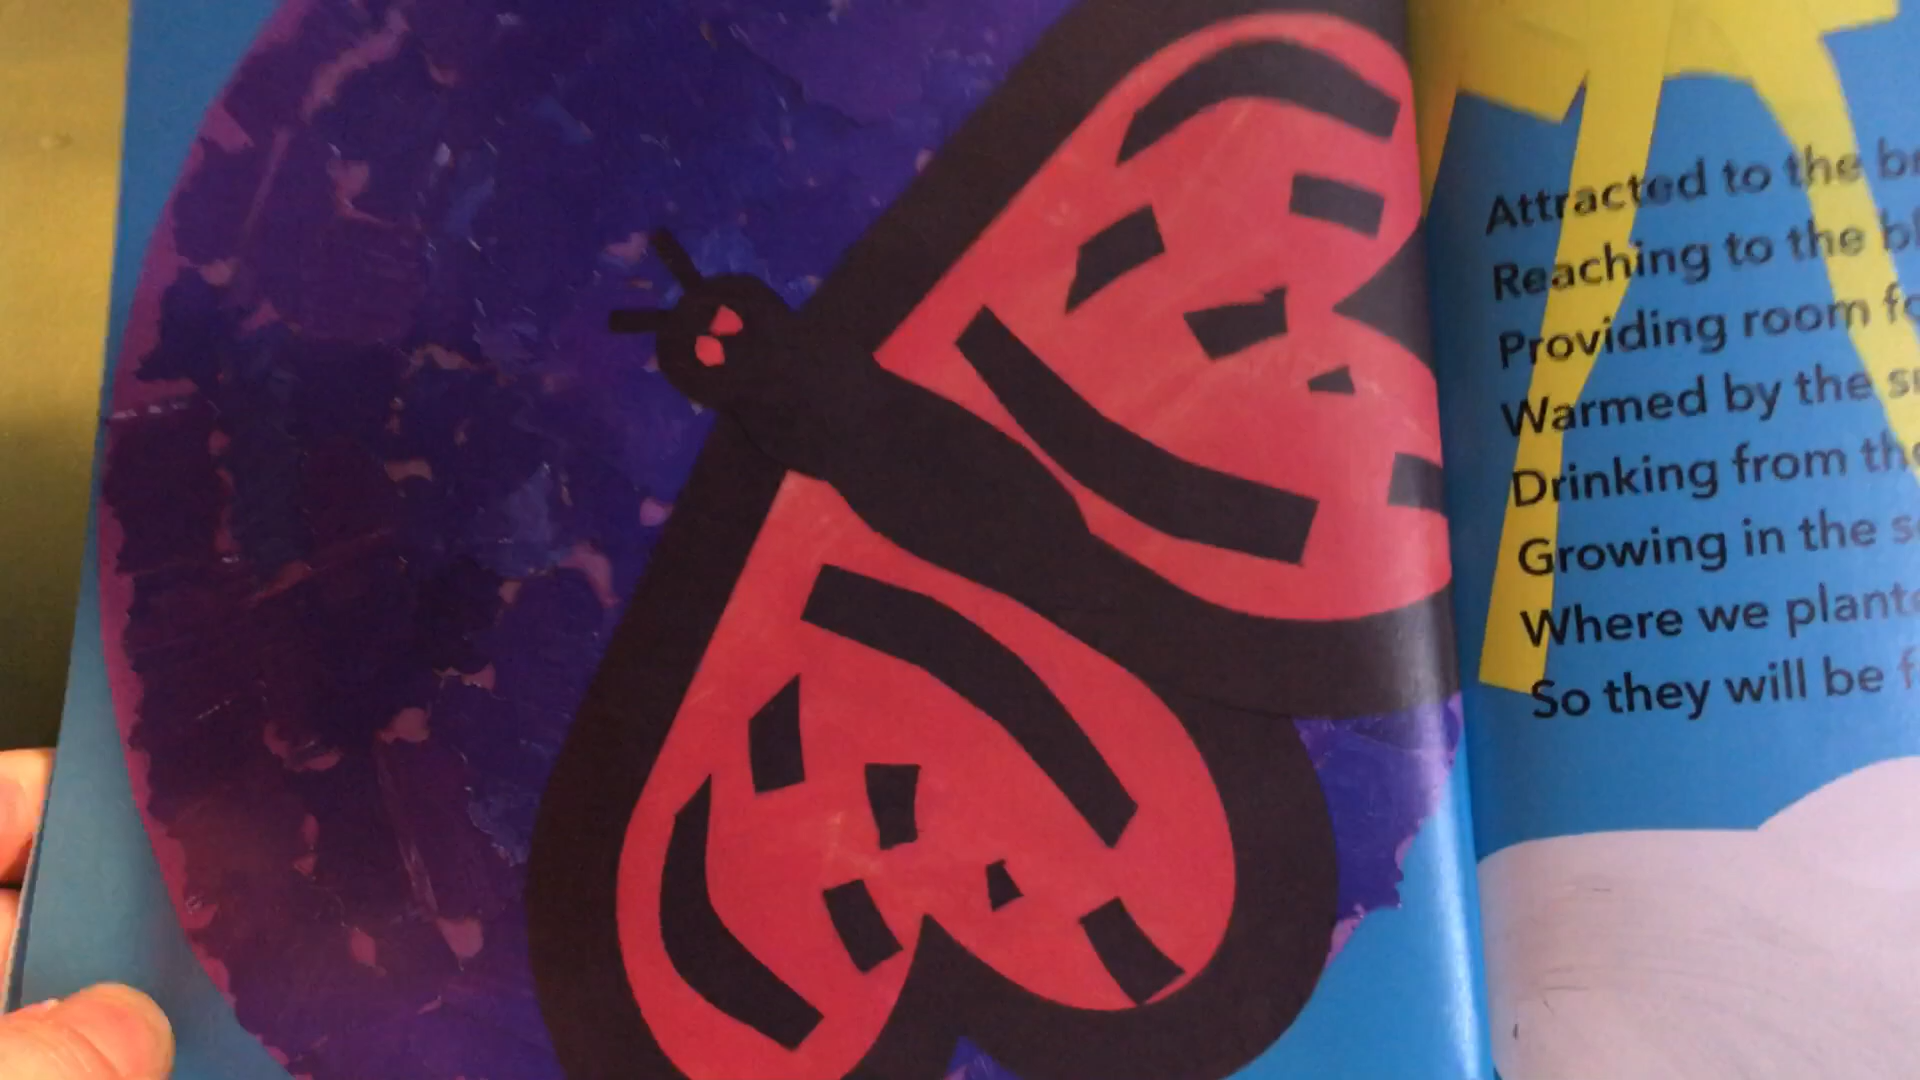 Attracted to the
Reaching to the
Providing room
Warmed by the
Drinking from
Growing in the
Where we
So they will be